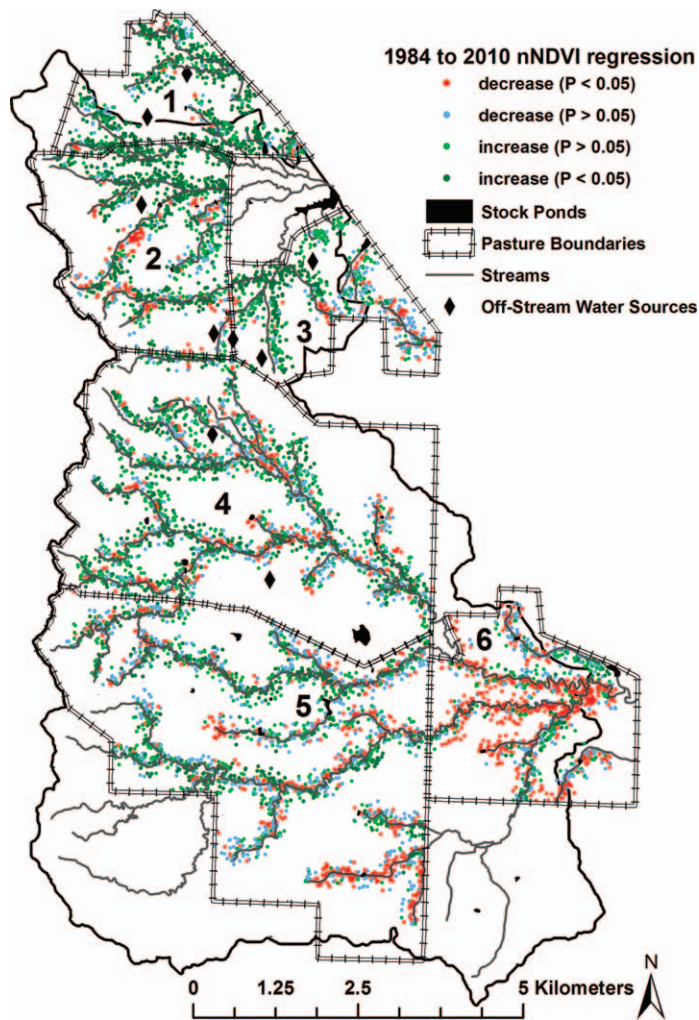 1984 to 2010 nNDVI regression
decrease (P < 0.05)
decrease (P > 0.05)
increase (P > 0.05)
increase (P < 0.05)
Stock Ponds
Pasture Boundaries
Streams
Off-Stream Water Sources
1
2
3
4
5
6
N
0 1.25 2.5 5 Kilometers